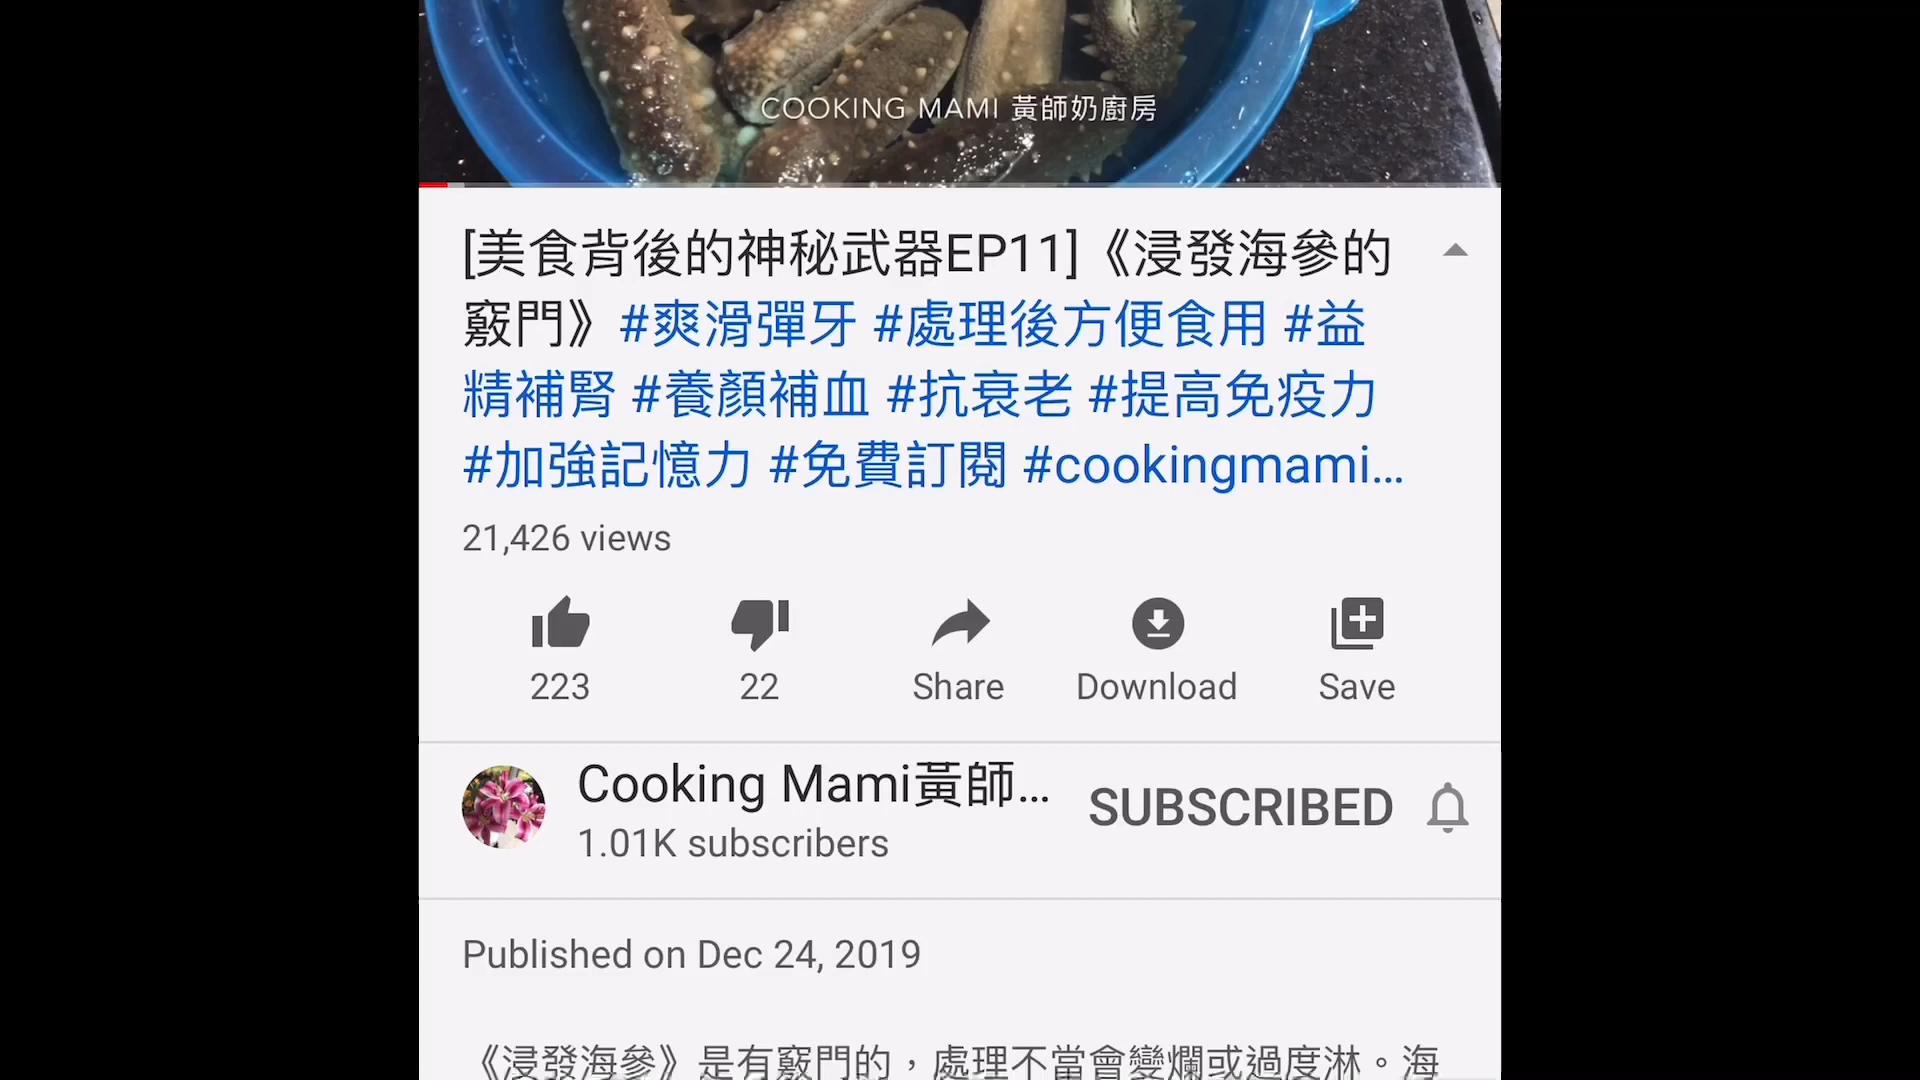 COOKING MAMI 黃師奶廚房
[美食背後的神秘武器EP11]《浸發海參的
竅門》#爽滑彈牙 #處理後方便食用 #益
精補腎 #養顏補血 #抗衰老 #提高免疫力
#加強記憶力 #免費訂閱 #cookingmami...
21,426 views
223
22
Share
Download
Save
Cooking Mami黃師...
SUBSCRIBED
1.01K subscribers
Published on Dec 24, 2019
《浸發海參》是有竅門的，處理不當會變爛或過度淋。海